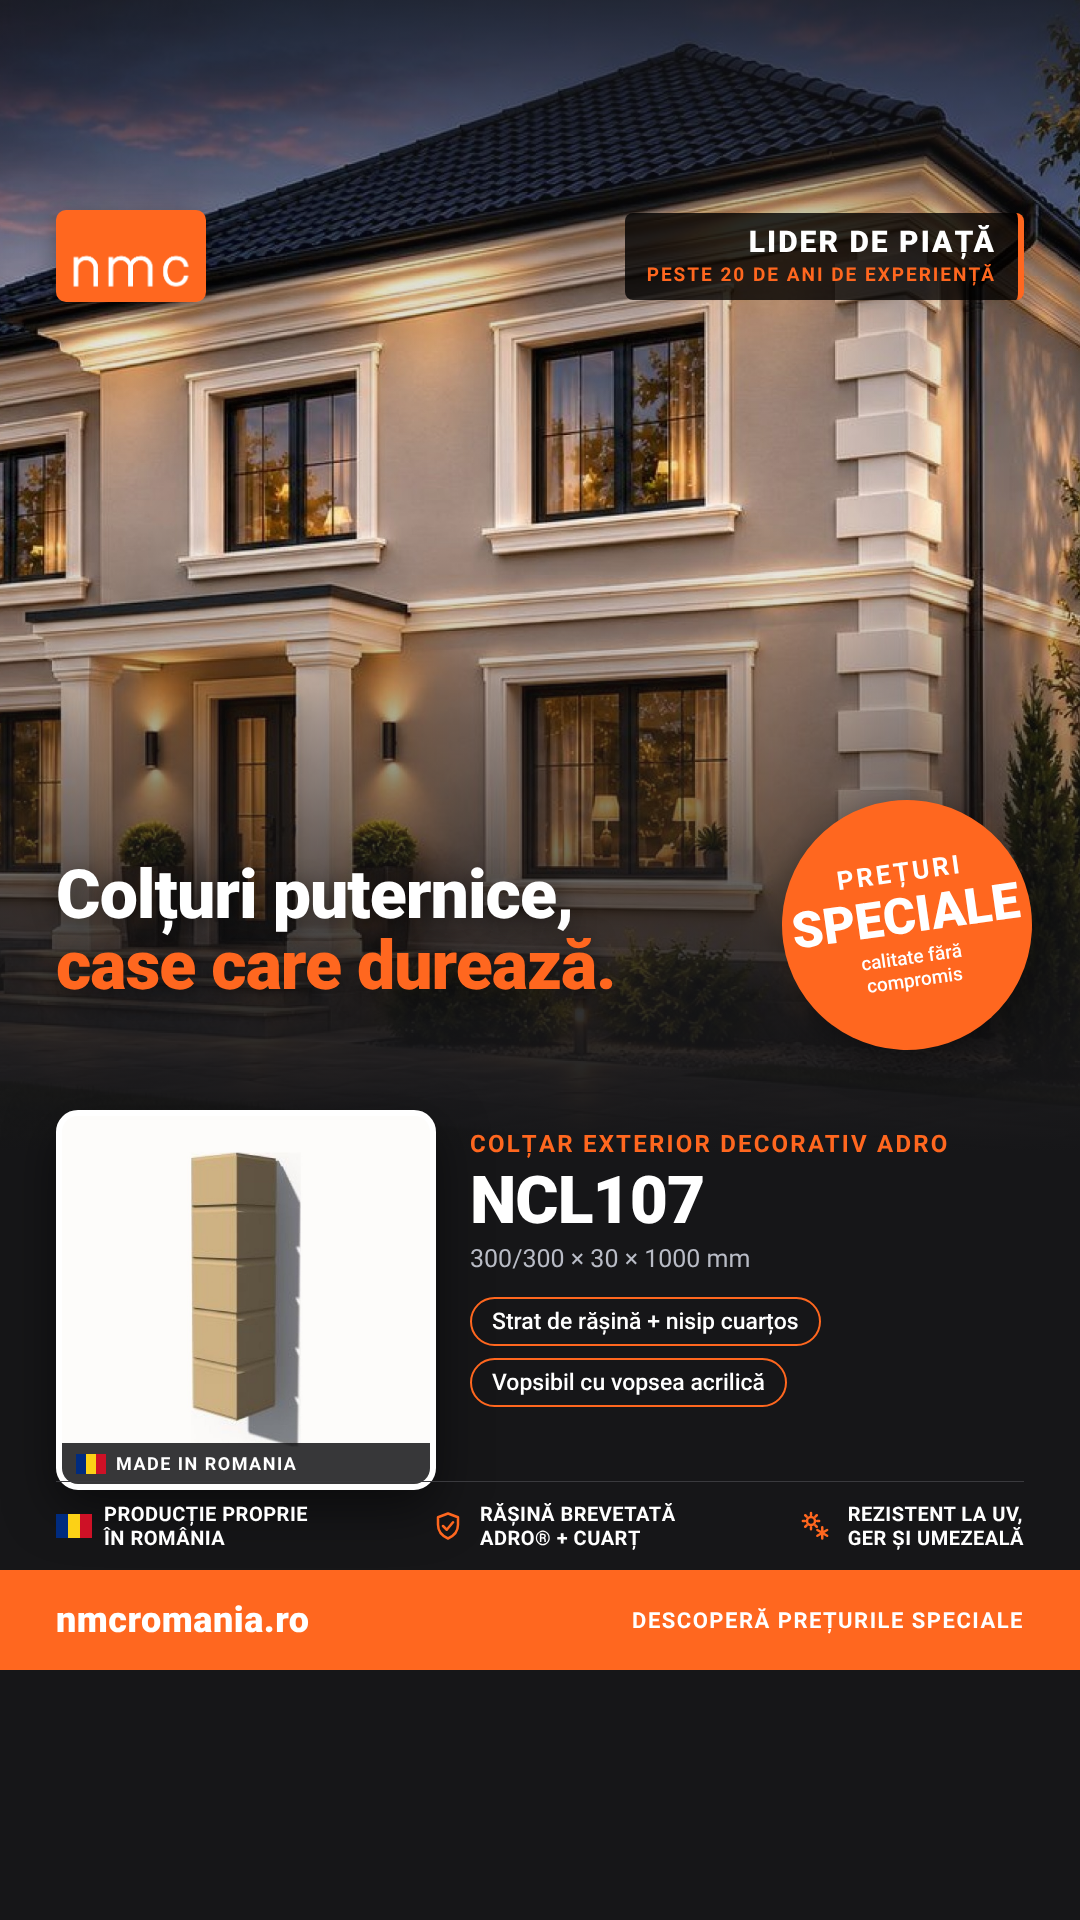 nmc
LIDER DE PIAȚĂ
PESTE 20 DE ANI DE EXPERIENȚĂ
Colțuri puternice,
case care durează.
PREȚURI
SPECIALE
calitate fără
compromis
COLȚAR EXTERIOR DECORATIV ADRO
NCL107
300/300 × 30 × 1000 mm
Strat de rășină + nisip cuarțos
Vopsibil cu vopsea acrilică
MADE IN ROMANIA
PRODUCȚIE PROPRIE
ÎN ROMÂNIA
RĂȘINĂ BREVETATĂ
ADRO® + CUARȚ
REZISTENT LA UV,
GER ȘI UMEZEALĂ
nmcromania.ro
DESCOPERĂ PREȚURILE SPECIALE